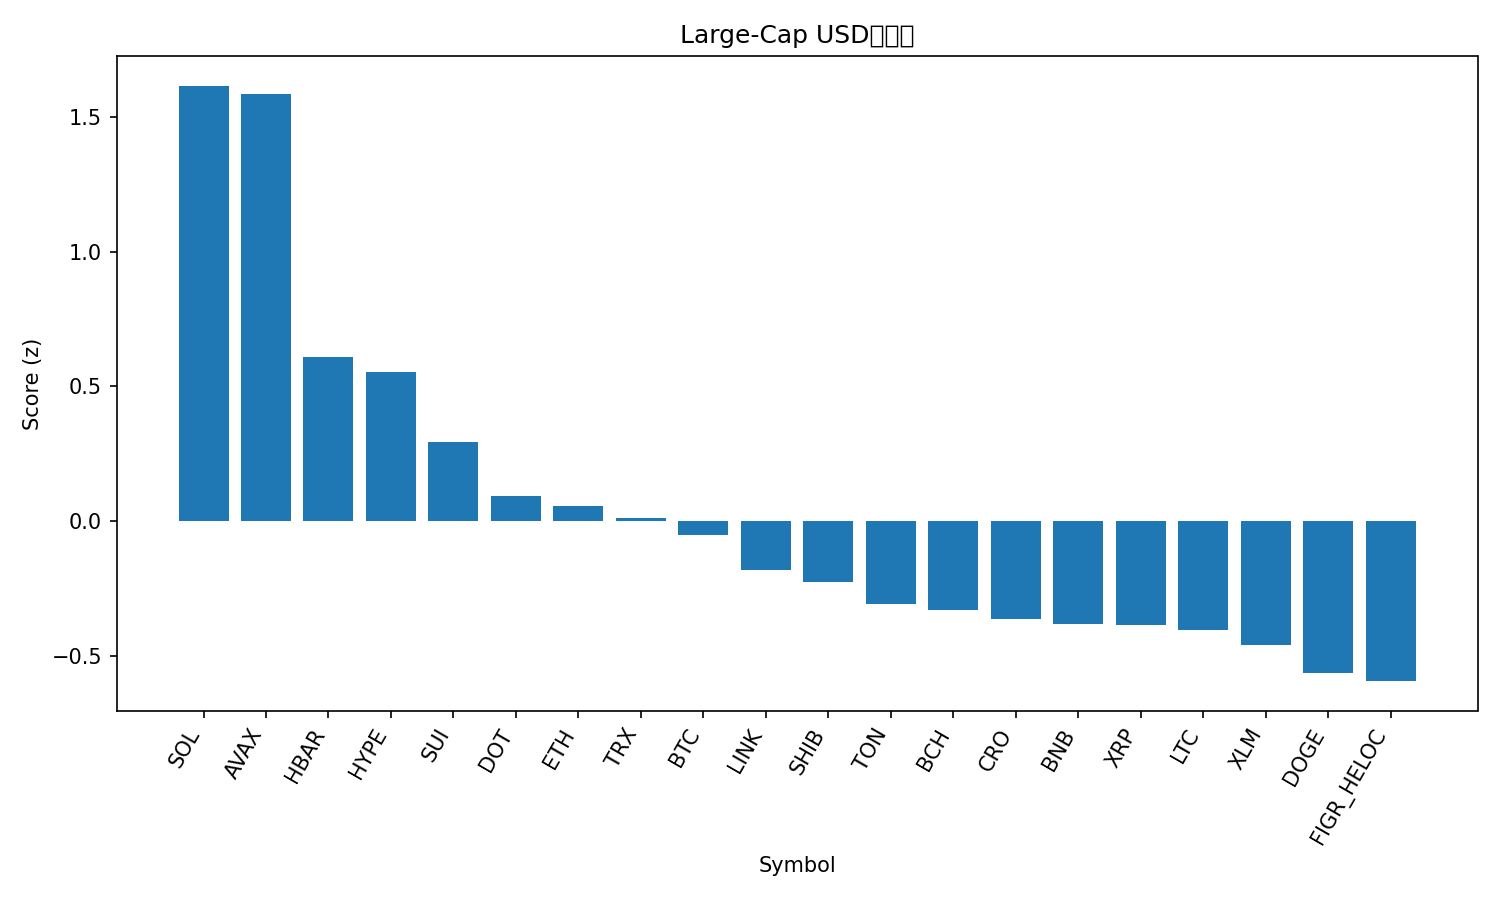 Large-Cap USD
Score (z)
1.5
1.0
0.5
0.0
−0.5
SOL
AVAX
HBAR
HYPE
SUI
DOT
ETH
TRX
BTC
LINK
SHIB
TON
BCH
CRO
BNB
XRP
LTC
XLM
DOGE
FIGR_HELOC
Symbol